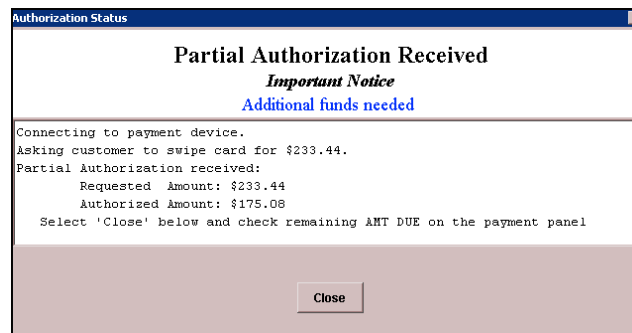 Authorization Status
Partial Authorization Received
Important Notice
Additional funds needed
Connecting to payment device.
Asking customer to swipe card for $233.44.
Partial Authorization received:
Requested Amount: $233.44
Authorized Amount: $175.08
Select 'Close' below and check remaining AMT DUE on the payment panel
Close